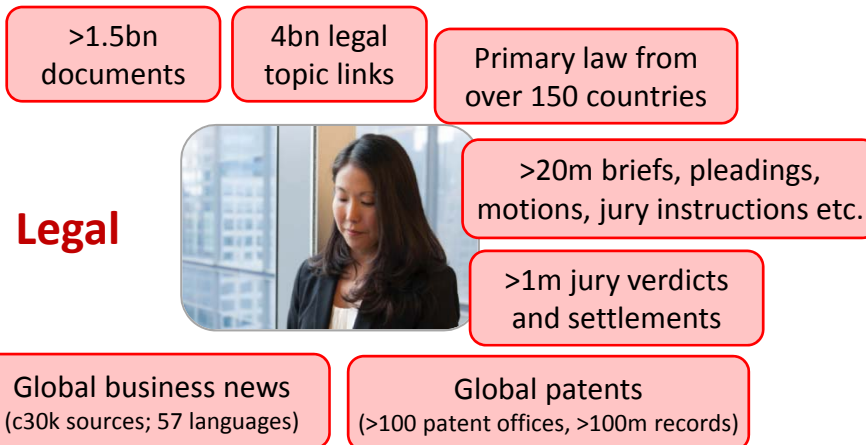 >1.5bn
documents
4bn legal
topic links
Primary law from
over 150 countries
>20m briefs, pleadings,
motions, jury instructions etc.
Legal
>1m jury verdicts
and settlements
Global business news
(c30k sources; 57 languages)
Global patents
(>100 patent offices, >100m records)